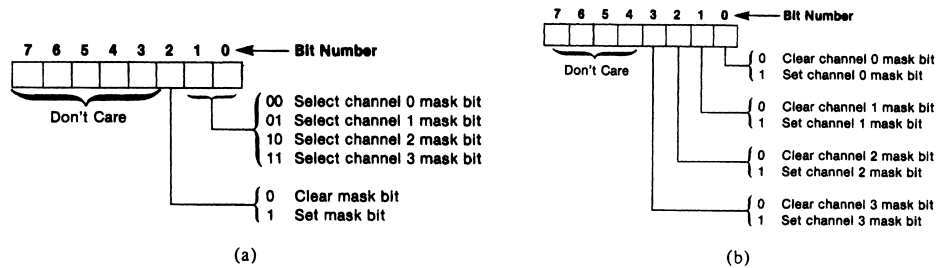 7 6 5 4 3 2 1 0 Bit Number
Don't Care
00 Select channel 0 mask bit
01 Select channel 1 mask bit
10 Select channel 2 mask bit
11 Select channel 3 mask bit
0 Clear mask bit
1 Set mask bit
(a)
7 6 5 4 3 2 1 0 Bit Number
Don't Care
0 Clear channel 0 mask bit
1 Set channel 0 mask bit
0 Clear channel 1 mask bit
1 Set channel 1 mask bit
0 Clear channel 2 mask bit
1 Set channel 2 mask bit
0 Clear channel 3 mask bit
1 Set channel 3 mask bit
(b)